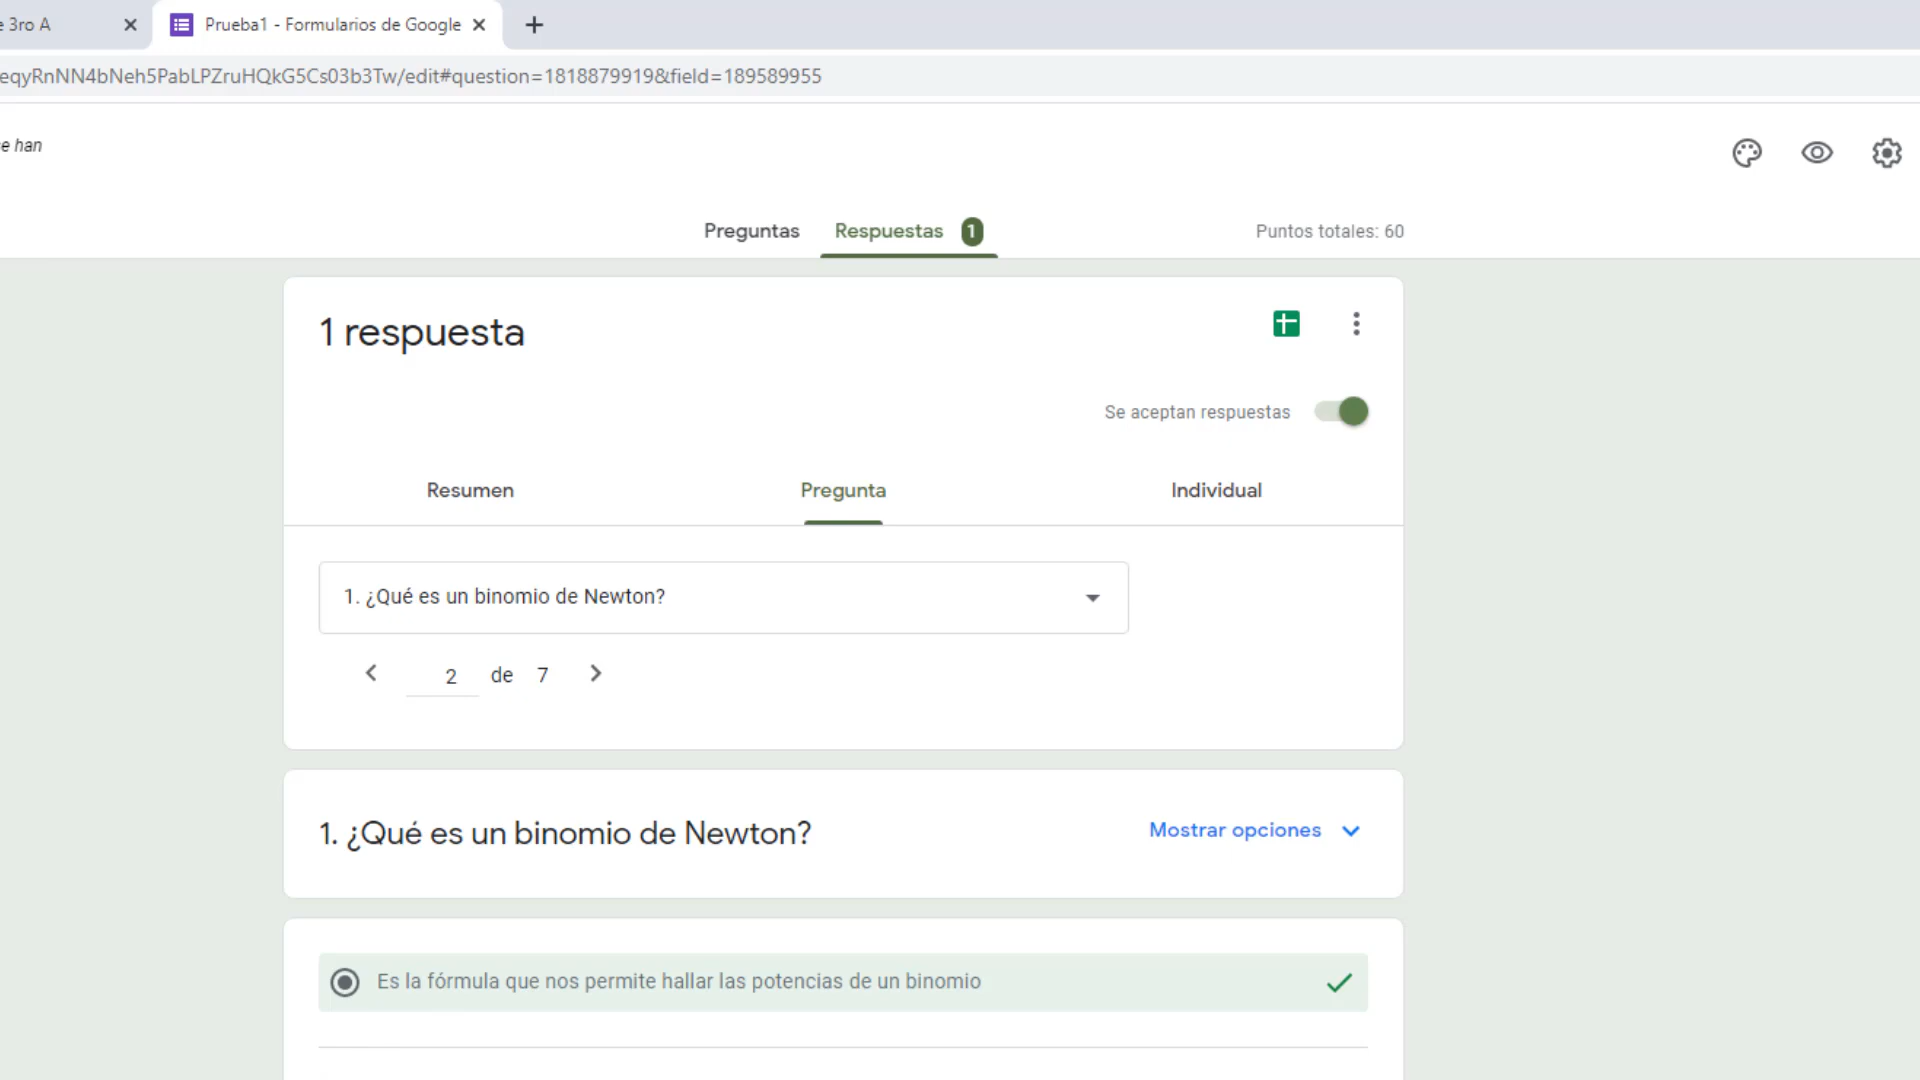 e 3ro A
Prueba1 - Formularios de Google
eqyRnNN4bNeh5PabLPZruHQkG5Cs03b3Tw/edit#question=1818879919&field=189589955
e han
Preguntas
Respuestas 1
Puntos totales: 60
1 respuesta
Se aceptan respuestas
Resumen
Pregunta
Individual
1. ¿Qué es un binomio de Newton?
2 de 7
1. ¿Qué es un binomio de Newton?
Mostrar opciones
Es la fórmula que nos permite hallar las potencias de un binomio